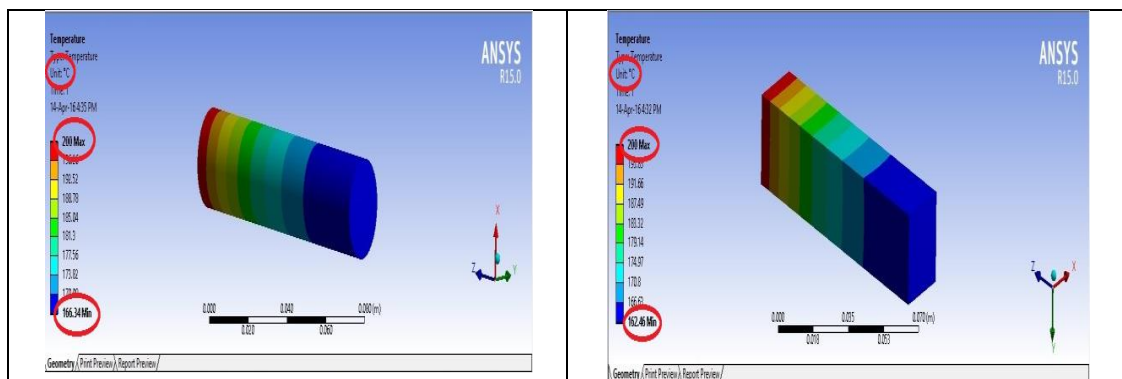 Temperature
Type: Temperature
Unit: °C
Time: 1
14-Apr-16 4:35 PM
200 Max
192.52
188.78
185.04
181.3
177.56
173.82
166.34 Min
ANSYS
R15.0
X
Z
Y
0.000
0.040
0.080 (m)
0.020
0.060
Geometry
Print Preview
Report Preview
Temperature
Type: Temperature
Unit: °C
Time: 1
14-Apr-16 4:32 PM
200 Max
191.66
187.49
183.32
179.14
174.97
170.8
162.46 Min
ANSYS
R15.0
Z
X
Y
0.000
0.035
0.070 (m)
0.018
0.053
Geometry
Print Preview
Report Preview